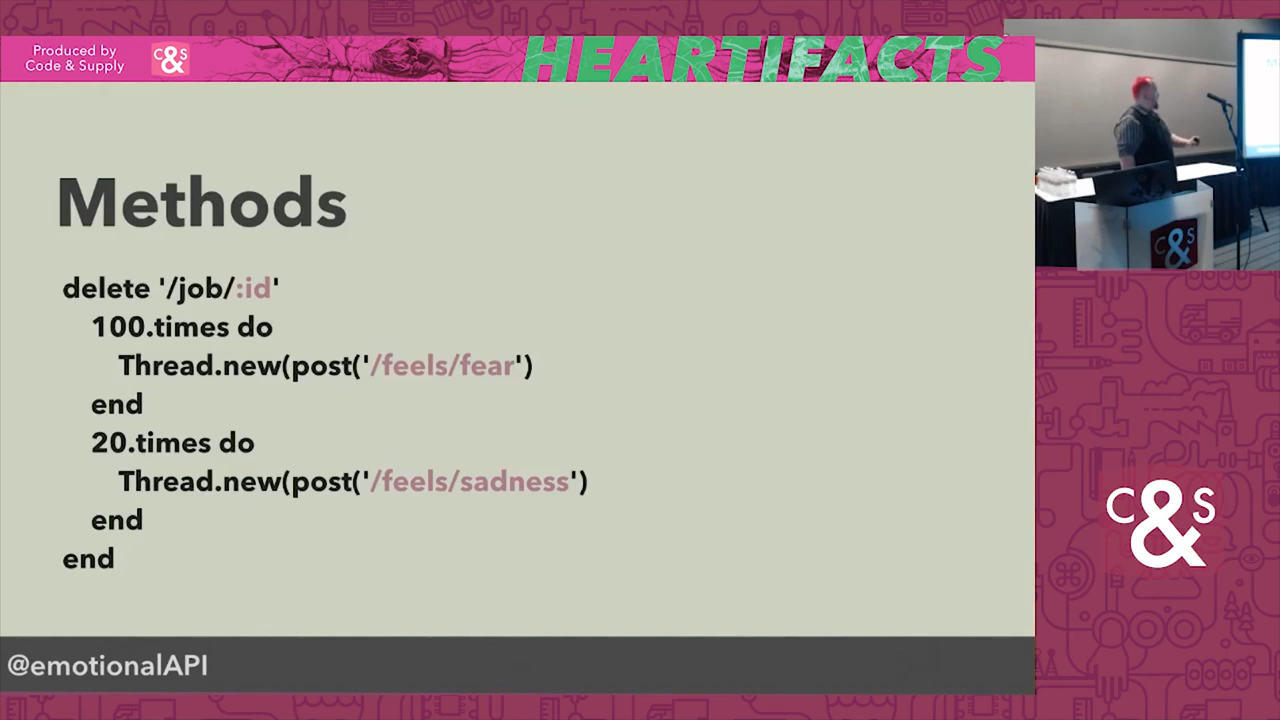 Produced by
Code & Supply
C&S
HEARTIFACTS
Methods
delete '/job/:id'
100.times do
Thread.new(post('/feels/fear')
end
20.times do
Thread.new(post('/feels/sadness')
end
end
@emotionalAPI
C&S
C&S